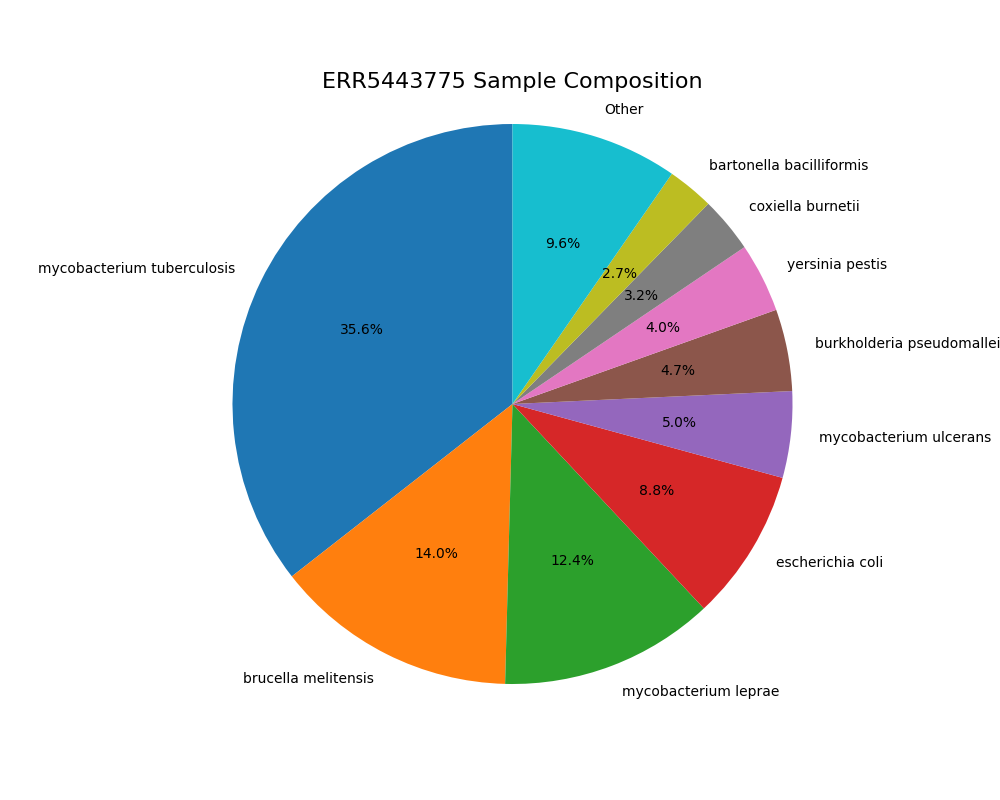 ERR5443775 Sample Composition
Other
bartonella bacilliformis
coxiella burnetii
yersinia pestis
burkholderia pseudomallei
mycobacterium ulcerans
escherichia coli
mycobacterium leprae
brucella melitensis
mycobacterium tuberculosis
9.6%
2.7%
3.2%
4.0%
4.7%
5.0%
8.8%
12.4%
14.0%
35.6%